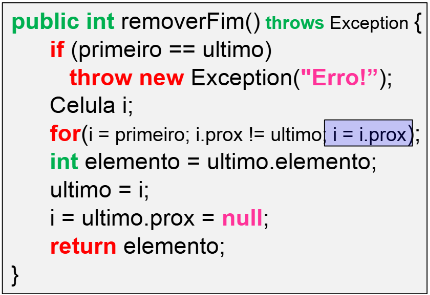 public int removerFim() throws Exception {
if (primeiro == ultimo)
throw new Exception("Erro!”);
Celula i;
for(i = primeiro; i.prox != ultimo; i = i.prox);
int elemento = ultimo.elemento;
ultimo = i;
i = ultimo.prox = null;
return elemento;
}